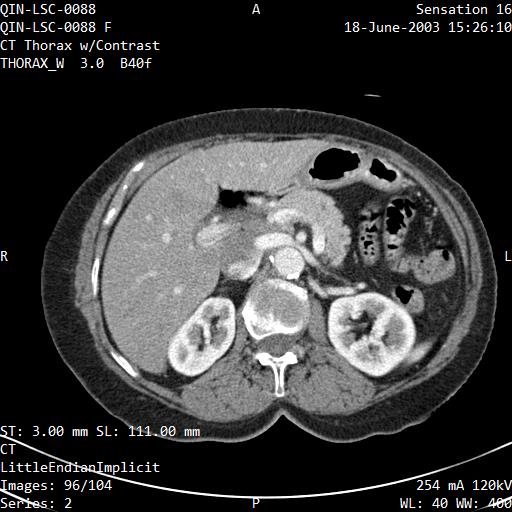 QIN-LSC-0088
A
Sensation 16
QIN-LSC-0088 F
18-June-2003 15:26:10
CT Thorax w/Contrast
THORAX_W 3.0 B40f
R
L
ST: 3.00 mm SL: 111.00 mm
CT
LittleEndianImplicit
Images: 96/104
254 mA 120kV
Series: 2
P
WL: 40 WW: 400